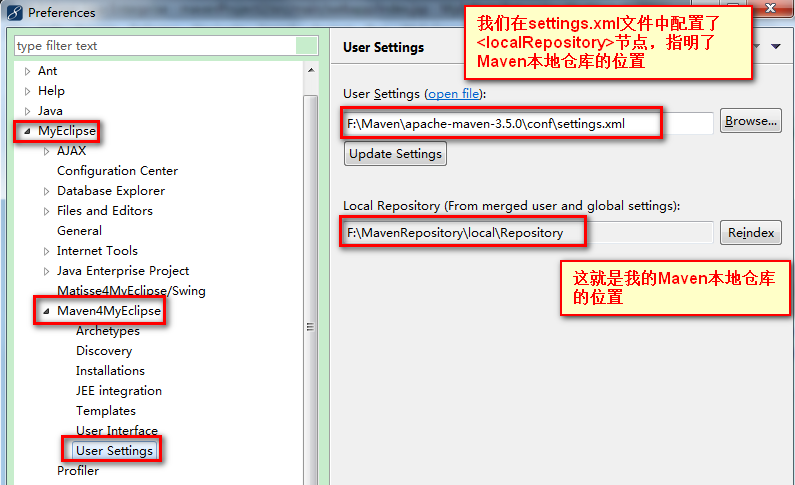 Preferences
type filter text
Ant
Help
Java
MyEclipse
AJAX
Configuration Center
Database Explorer
Files and Editors
General
Internet Tools
Java Enterprise Project
Matisse4MyEclipse/Swing
Maven4MyEclipse
Archetypes
Discovery
Installations
JEE integration
Templates
User Interface
User Settings
Profiler
User Settings
我们在settings.xml文件中配置了
<localRepository>节点，指明了
Maven本地仓库的位置
User Settings (open file):
F:\Maven\apache-maven-3.5.0\conf\settings.xml
Browse...
Update Settings
Local Repository (From merged user and global settings):
F:\MavenRepository\local\Repository
Reindex
这就是我的Maven本地仓库
的位置